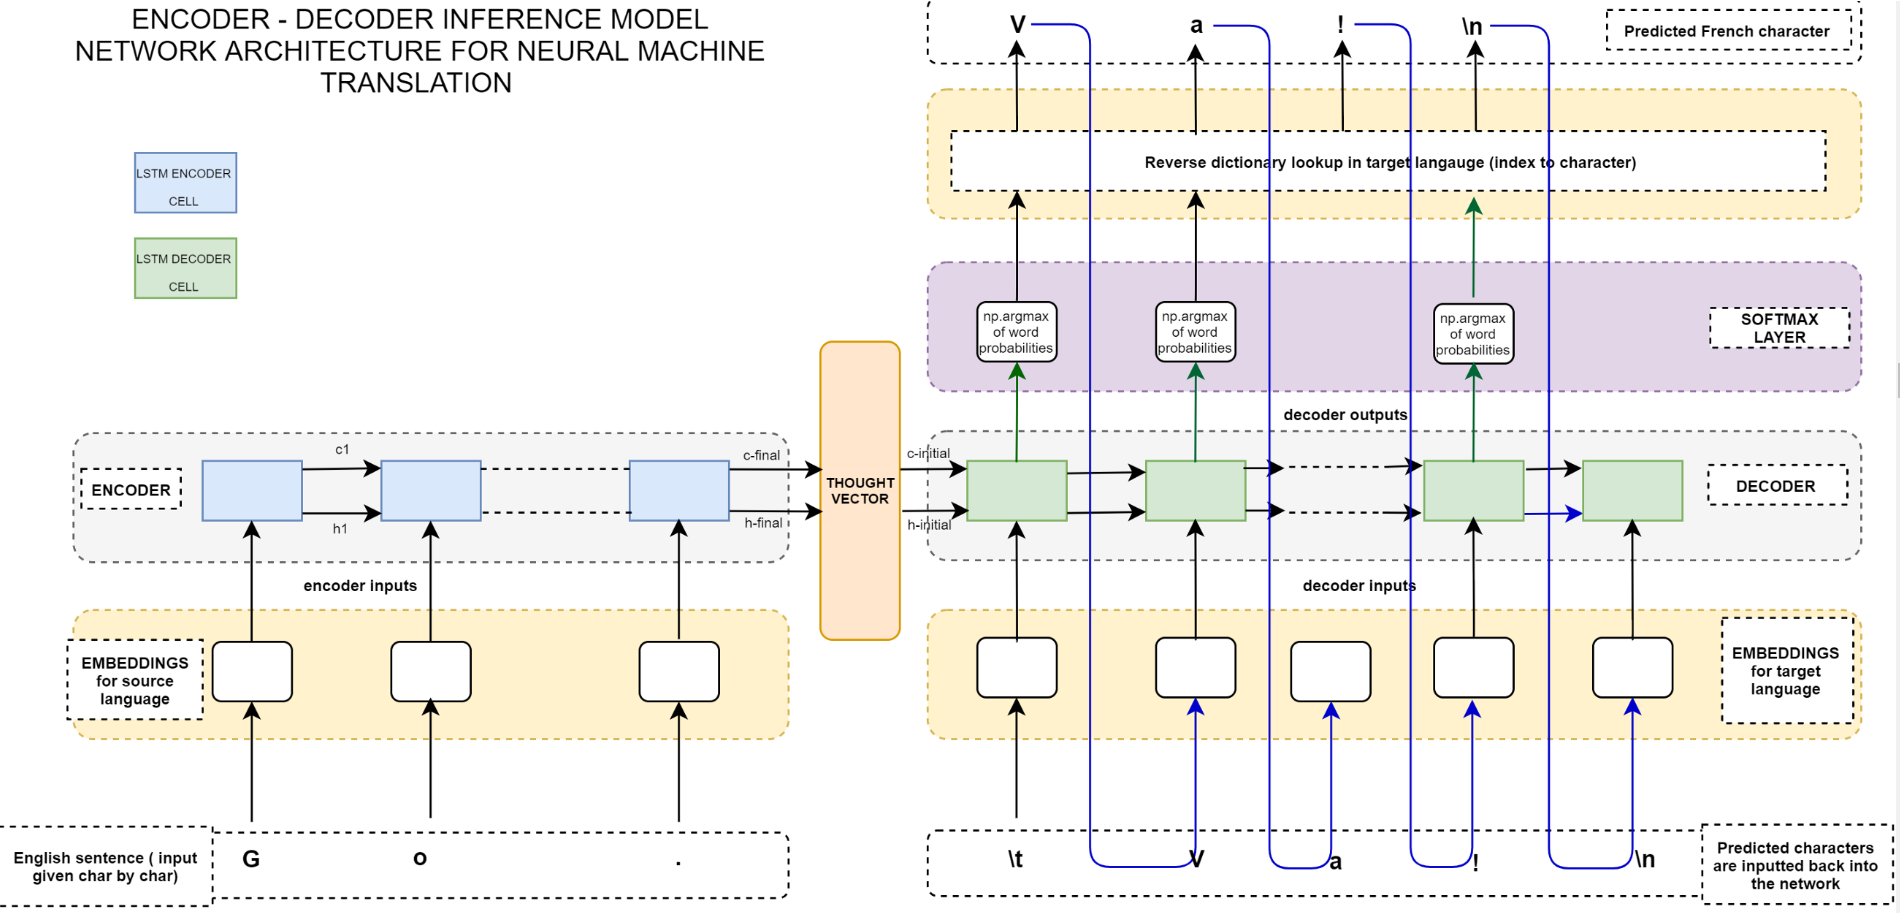 ENCODER - DECODER INFERENCE MODEL
NETWORK ARCHITECTURE FOR NEURAL MACHINE
TRANSLATION
LSTM ENCODER
CELL
LSTM DECODER
CELL
V a ! \n
Predicted French character
Reverse dictionary lookup in target langauge (index to character)
np.argmax
of word
probabilities
np.argmax
of word
probabilities
np.argmax
of word
probabilities
SOFTMAX
LAYER
decoder outputs
ENCODER
c1
h1
c-final
h-final
THOUGHT
VECTOR
c-initial
h-initial
DECODER
encoder inputs
decoder inputs
EMBEDDINGS
for source
language
EMBEDDINGS
for target
language
English sentence ( input
given char by char)
G o .
\t V a ! \n
Predicted characters
are inputted back into
the network